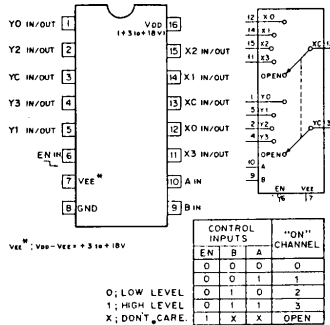 Y0 IN/OUT 1
Y2 IN/OUT 2
YC IN/OUT 3
Y3 IN/OUT 4
Y1 IN/OUT 5
EN IN 6
7 VEE*
8 GND
VDD 16
(+3 to +18V)
15 X2 IN/OUT
14 X1 IN/OUT
13 XC IN/OUT
12 X0 IN/OUT
11 X3 IN/OUT
10 A IN
9 B IN
12 X0
14 X1
15 X2
11 X3
OPEN
XC
1 Y0
5 Y1
2 Y2
4 Y3
OPEN
YC 3
10 A
9 B
EN VEE
6 7
VEE*; VDD-VEE = +3 to +18V
0; LOW LEVEL
1; HIGH LEVEL
X; DON'T CARE.
CONTROL INPUTS "ON" CHANNEL
EN B A
0 0 0 0
0 0 1 1
0 1 0 2
0 1 1 3
1 X X OPEN